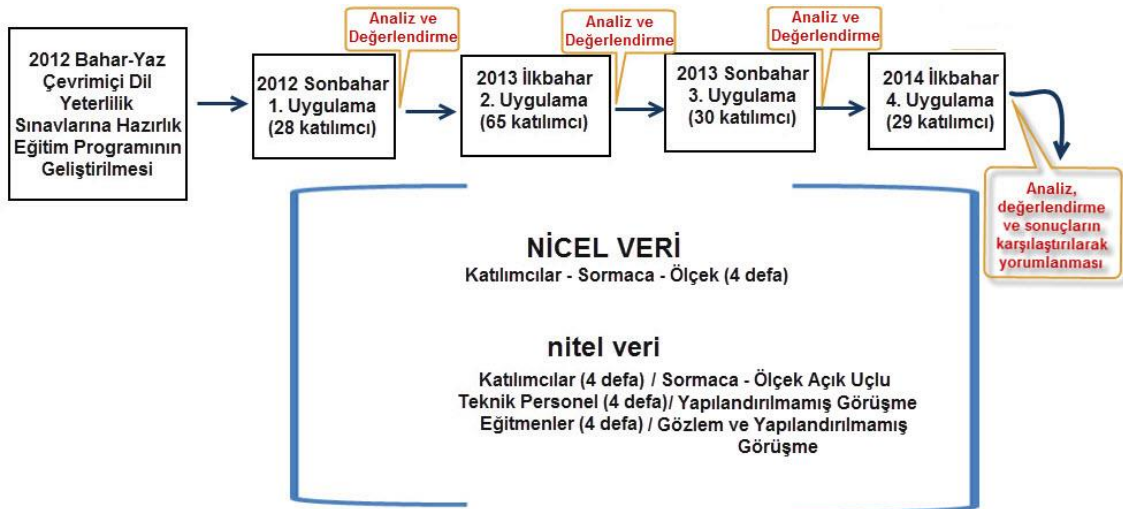 2012 Bahar-Yaz
Çevrimiçi Dil
Yeterlilik
Sınavlarına Hazırlık
Eğitim Programının
Geliştirilmesi
2012 Sonbahar
1. Uygulama
(28 katılımcı)
Analiz ve
Değerlendirme
2013 İlkbahar
2. Uygulama
(65 katılımcı)
Analiz ve
Değerlendirme
2013 Sonbahar
3. Uygulama
(30 katılımcı)
Analiz ve
Değerlendirme
2014 İlkbahar
4. Uygulama
(29 katılımcı)
Analiz,
değerlendirme
ve sonuçların
karşılaştırılarak
yorumlanması
NİCEL VERİ
Katılımcılar - Sormaca - Ölçek (4 defa)
nitel veri
Katılımcılar (4 defa) / Sormaca - Ölçek Açık Uçlu
Teknik Personel (4 defa)/ Yapılandırılmamış Görüşme
Eğitmenler (4 defa) / Gözlem ve Yapılandırılmamış
Görüşme